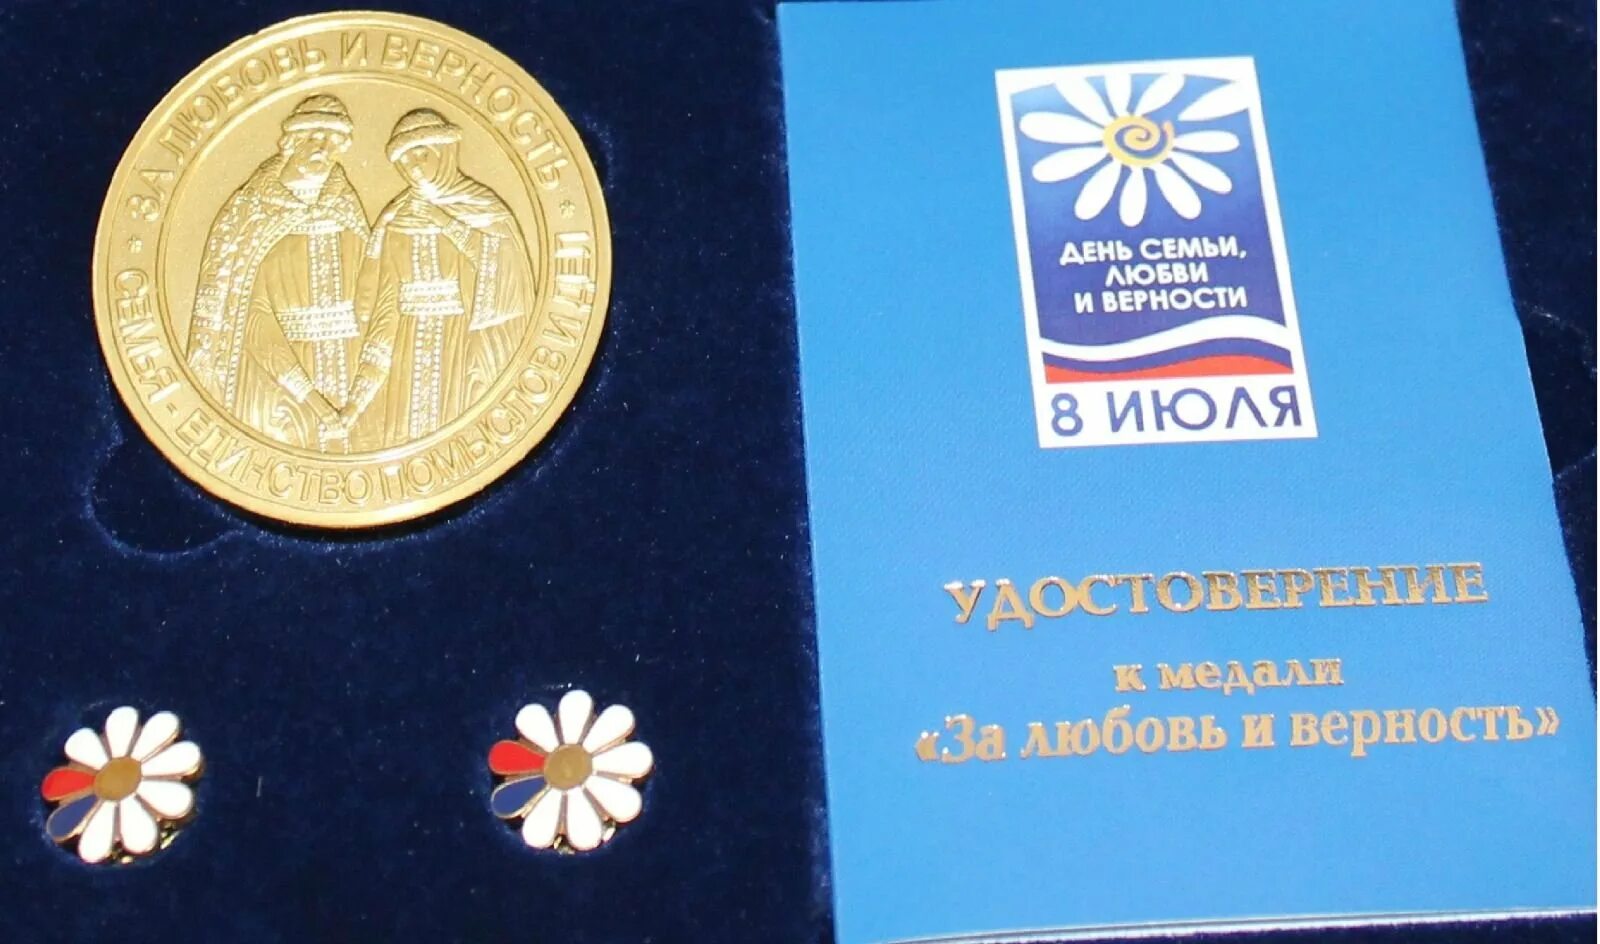 ЗА ЛЮБОВЬ И ВЕРНОСТЬ
СЕМЬЯ - ЕДИНСТВО ПОМЫСЛОВ И ДЕЛ
ДЕНЬ СЕМЬИ,
ЛЮБВИ
И ВЕРНОСТИ
8 ИЮЛЯ
УДОСТОВЕРЕНИЕ
к медали
«За любовь и верность»